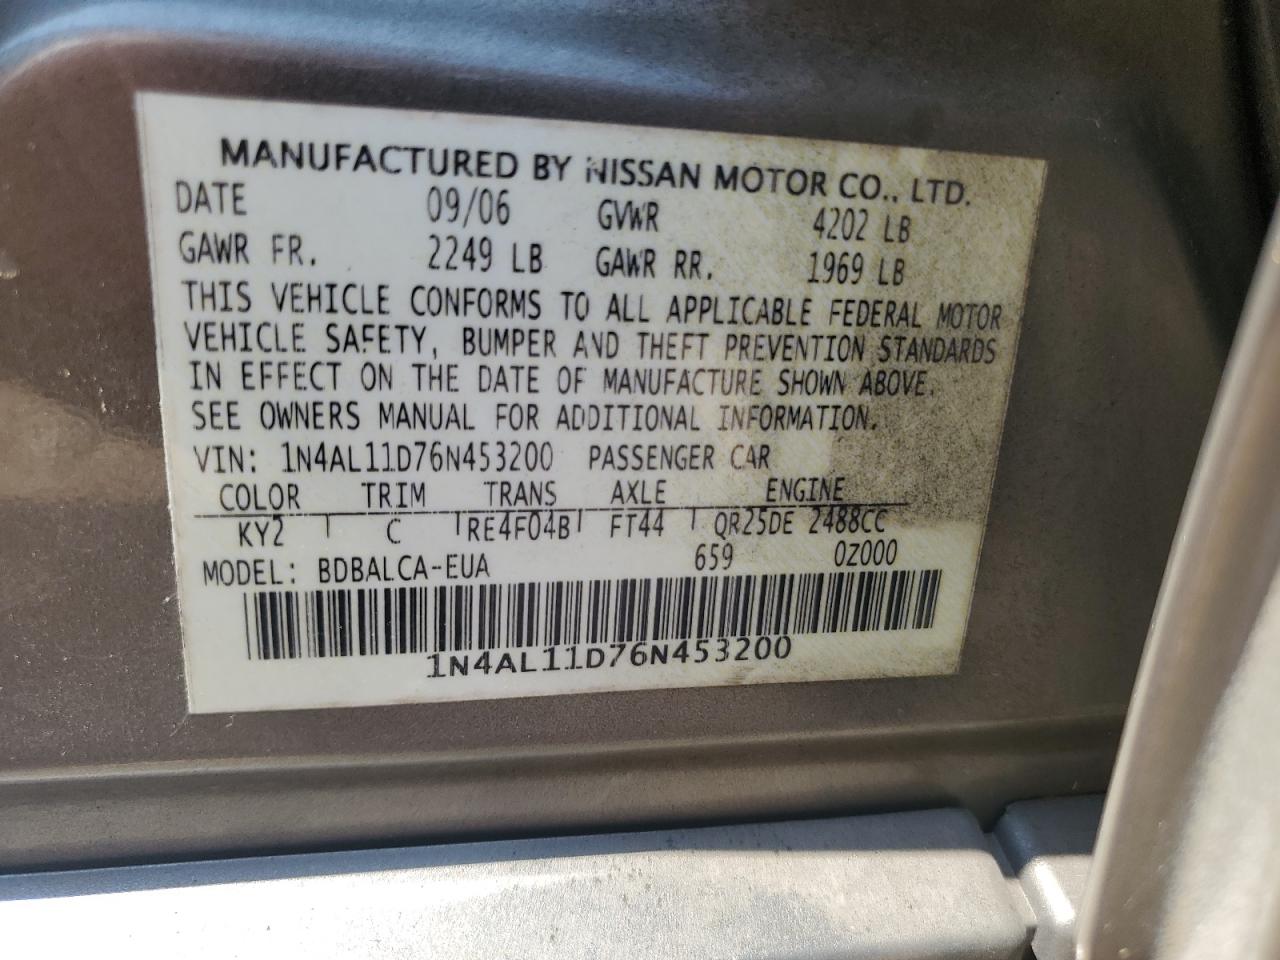 MANUFACTURED BY NISSAN MOTOR CO., LTD.
DATE 09/06 GVWR 4202 LB
GAWR FR. 2249 LB GAWR RR. 1969 LB
THIS VEHICLE CONFORMS TO ALL APPLICABLE FEDERAL MOTOR
VEHICLE SAFETY, BUMPER AND THEFT PREVENTION STANDARDS
IN EFFECT ON THE DATE OF MANUFACTURE SHOWN ABOVE.
SEE OWNERS MANUAL FOR ADDITIONAL INFORMATION.
VIN: 1N4AL11D76N453200 PASSENGER CAR
COLOR TRIM TRANS AXLE ENGINE
KY2 C RE4F04B FT44 QR25DE 2488CC
MODEL: BDBALCA-EUA 659 0Z000
1N4AL11D76N453200